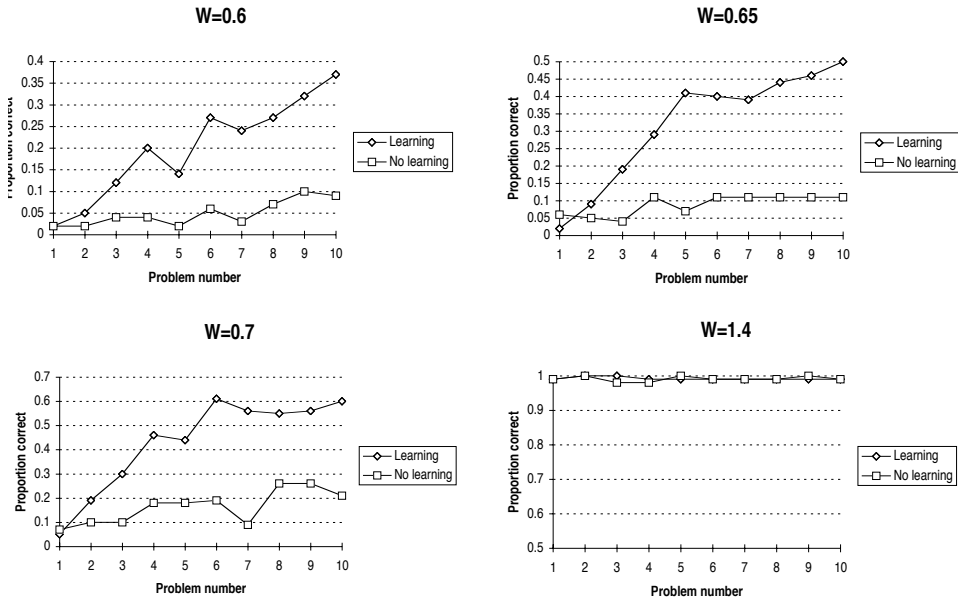 W=0.6
0.4
0.35
0.3
0.25
0.2
0.15
0.1
0.05
0
Proportion correct
1 2 3 4 5 6 7 8 9 10
Problem number
Learning
No learning
W=0.65
0.5
0.45
0.4
0.35
0.3
0.25
0.2
0.15
0.1
0.05
0
Proportion correct
1 2 3 4 5 6 7 8 9 10
Problem number
Learning
No learning
W=0.7
0.7
0.6
0.5
0.4
0.3
0.2
0.1
0
Proportion correct
1 2 3 4 5 6 7 8 9 10
Problem number
Learning
No learning
W=1.4
1
0.9
0.8
0.7
0.6
0.5
Proportion correct
1 2 3 4 5 6 7 8 9 10
Problem number
Learning
No learning